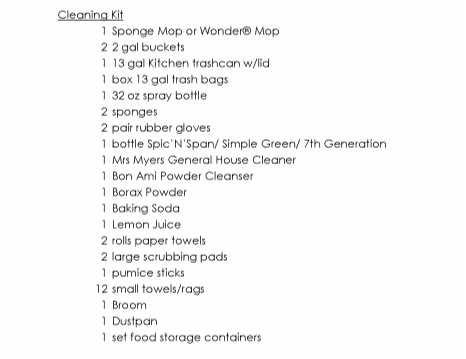 Cleaning Kit
1 Sponge Mop or Wonder® Mop
2 2 gal buckets
1 13 gal Kitchen trashcan w/lid
1 box 13 gal trash bags
1 32 oz spray bottle
2 sponges
2 pair rubber gloves
1 bottle Spic'N'Span/ Simple Green/ 7th Generation
1 Mrs Myers General House Cleaner
1 Bon Ami Powder Cleanser
1 Borax Powder
1 Baking Soda
1 Lemon Juice
2 rolls paper towels
2 large scrubbing pads
1 pumice sticks
12 small towels/rags
1 Broom
1 Dustpan
1 set food storage containers